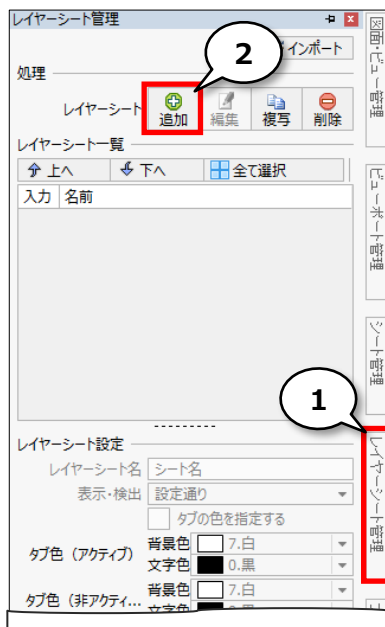 レイヤーシート管理
2
インポート
処理
レイヤーシート
追加
編集
複写
削除
レイヤーシート一覧
上へ
下へ
全て選択
入力 名前
1
レイヤーシート設定
レイヤーシート名 シート名
表示・検出 設定通り
タブの色を指定する
タブ色（アクティブ）
背景色 7.白
文字色 0.黒
タブ色（非アクティ...
背景色 7.白
文字色 0.黒
図面・ビュー管理
ビューポート管理
シート管理
レイヤーシート管理